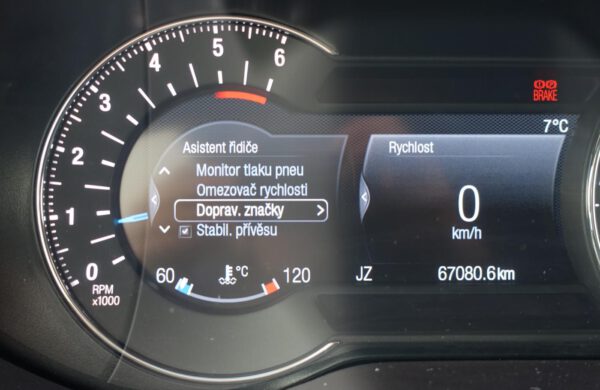 0
1
2
3
4
5
6
RPM
x1000
Asistent řidiče
Monitor tlaku pneu
Omezovač rychlosti
Doprav. značky
Stabil. přívěsu
60 °C 120
BRAKE
7°C
Rychlost
0
km/h
JZ 67080.6km